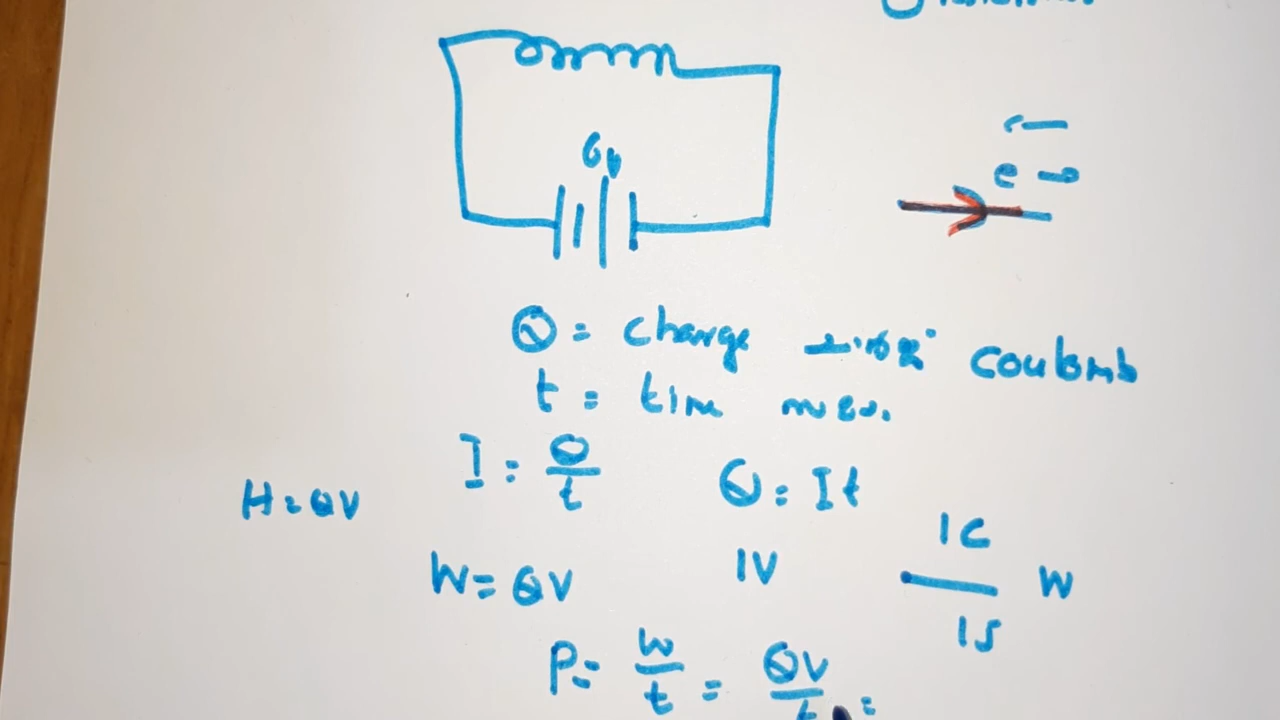 6v
e
Q = charge coulomb
t = time
I = Q/t Q = It
H = QV
1C
W = QV 1V W
1S
P = W/t = QV/t =